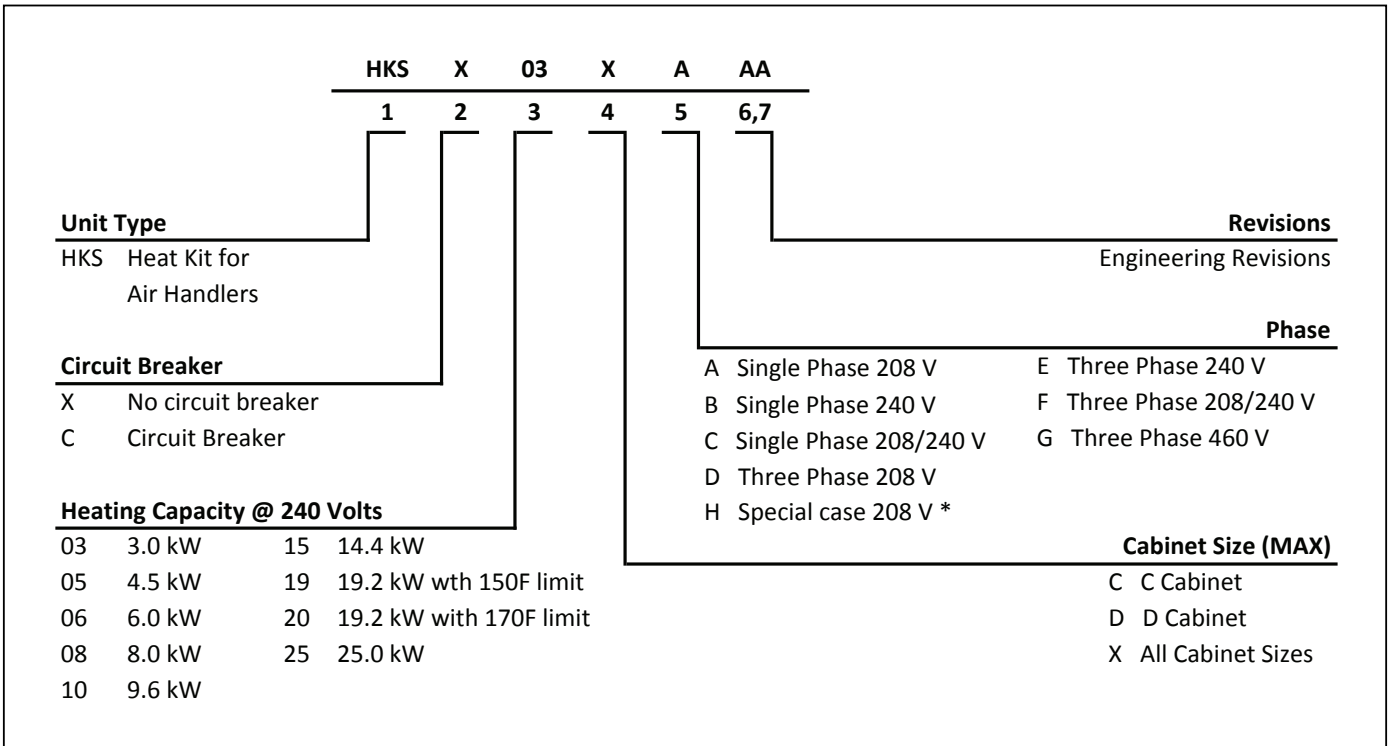 HKS X 03 X A AA
1 2 3 4 5 6,7
Unit Type
HKS Heat Kit for
Air Handlers
Revisions
Engineering Revisions
Circuit Breaker
X No circuit breaker
C Circuit Breaker
Phase
A Single Phase 208 V
B Single Phase 240 V
C Single Phase 208/240 V
D Three Phase 208 V
H Special case 208 V *
E Three Phase 240 V
F Three Phase 208/240 V
G Three Phase 460 V
Heating Capacity @ 240 Volts
03 3.0 kW 15 14.4 kW
05 4.5 kW 19 19.2 kW wth 150F limit
06 6.0 kW 20 19.2 kW with 170F limit
08 8.0 kW 25 25.0 kW
10 9.6 kW
Cabinet Size (MAX)
C C Cabinet
D D Cabinet
X All Cabinet Sizes